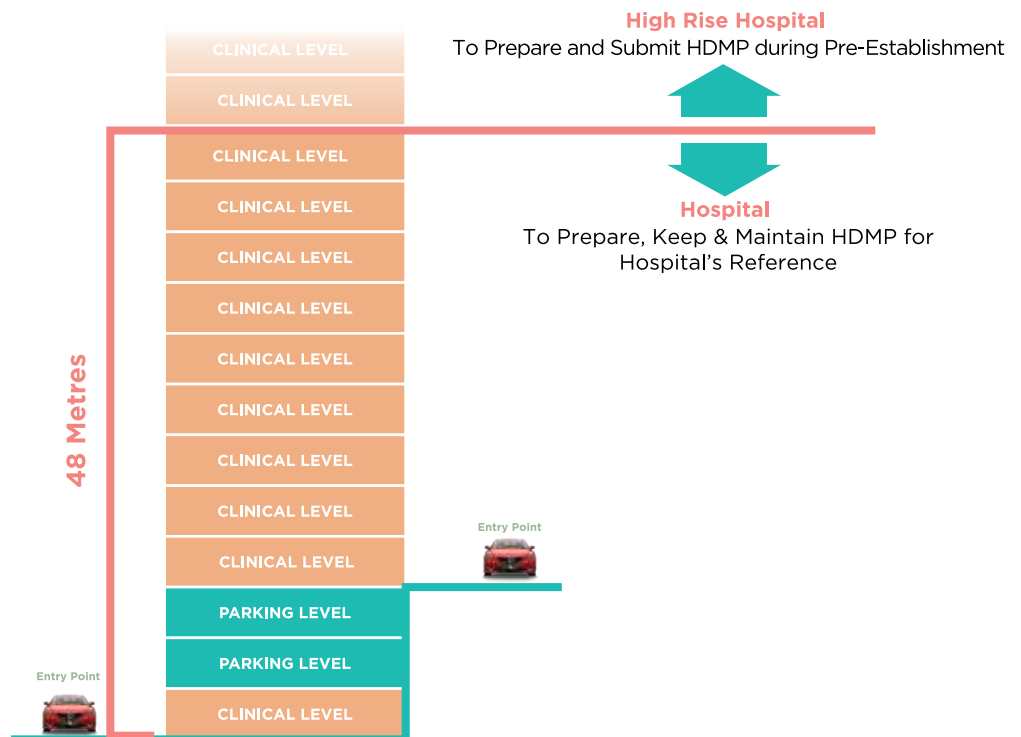 High Rise Hospital
To Prepare and Submit HDMP during Pre-Establishment
CLINICAL LEVEL
CLINICAL LEVEL
CLINICAL LEVEL
CLINICAL LEVEL
Hospital
To Prepare, Keep & Maintain HDMP for
Hospital's Reference
CLINICAL LEVEL
CLINICAL LEVEL
CLINICAL LEVEL
CLINICAL LEVEL
48 Metres
CLINICAL LEVEL
CLINICAL LEVEL
Entry Point
CLINICAL LEVEL
PARKING LEVEL
PARKING LEVEL
Entry Point
CLINICAL LEVEL